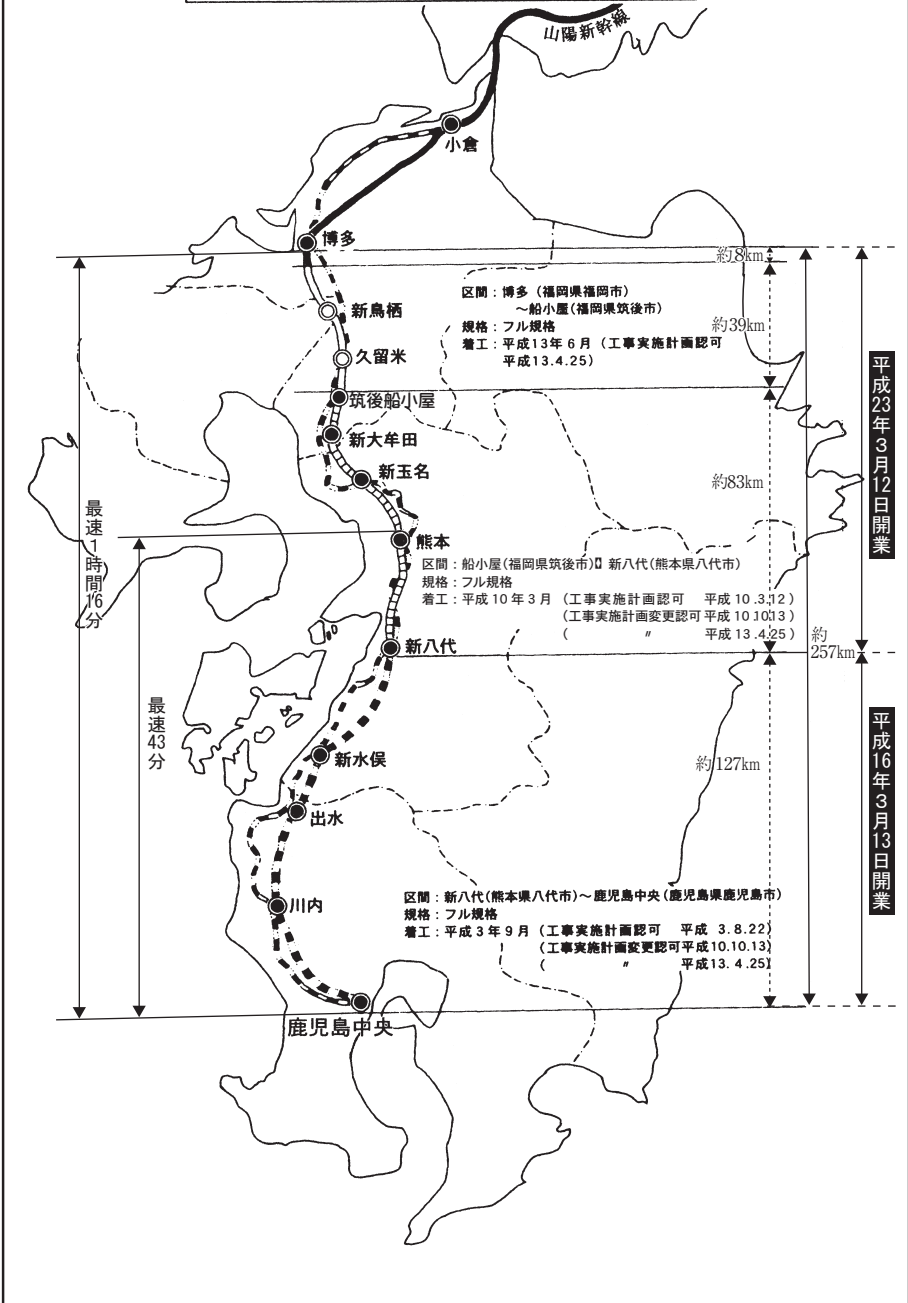 山陽新幹線
小倉
博多
約8km
新鳥栖
区間：博多（福岡県福岡市）
～船小屋（福岡県筑後市）
規格：フル規格
着工：平成13年6月（工事実施計画認可
平成13.4.25）
約39km
久留米
筑後船小屋
新大牟田
新玉名
約83km
平成23年3月12日開業
熊本
最速1時間16分
区間：船小屋（福岡県筑後市）】新八代（熊本県八代市）
規格：フル規格
着工：平成10年3月（工事実施計画認可 平成10.3.12）
（工事実施計画変更認可平成10.10.13）
（ 〃 平成13.4.25）
新八代
約
257km
最速43分
新水俣
約127km
平成16年3月13日開業
出水
川内
区間：新八代（熊本県八代市）～鹿児島中央（鹿児島県鹿児島市）
規格：フル規格
着工：平成3年9月（工事実施計画認可 平成 3.8.22）
（工事実施計画変更認可平成10.10.13）
（ 〃 平成13.4.25）
鹿児島中央